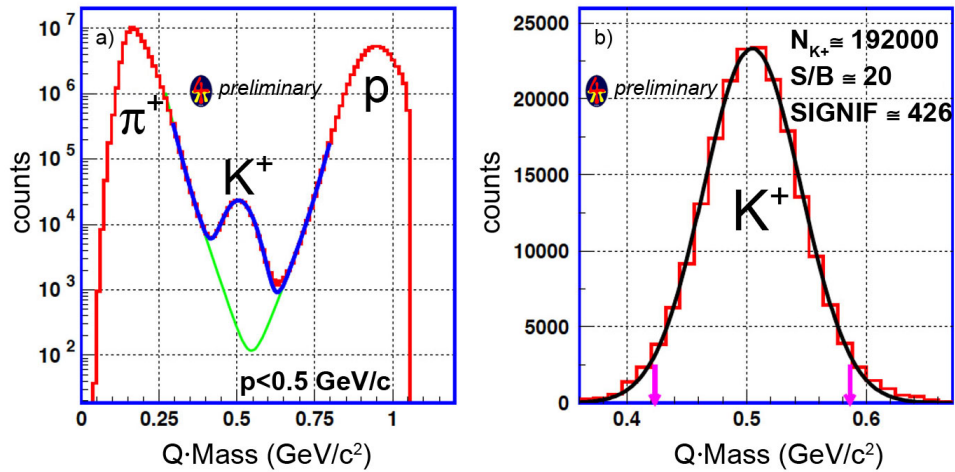 a)
preliminary
π⁺
K⁺
p
p<0.5 GeV/c
counts
10⁷
10⁶
10⁵
10⁴
10³
10²
0 0.25 0.5 0.75 1
Q·Mass (GeV/c²)
b)
preliminary
N_K+ ≅ 192000
S/B ≅ 20
SIGNIF ≅ 426
K⁺
counts
25000
20000
15000
10000
5000
0
0.4 0.5 0.6
Q·Mass (GeV/c²)